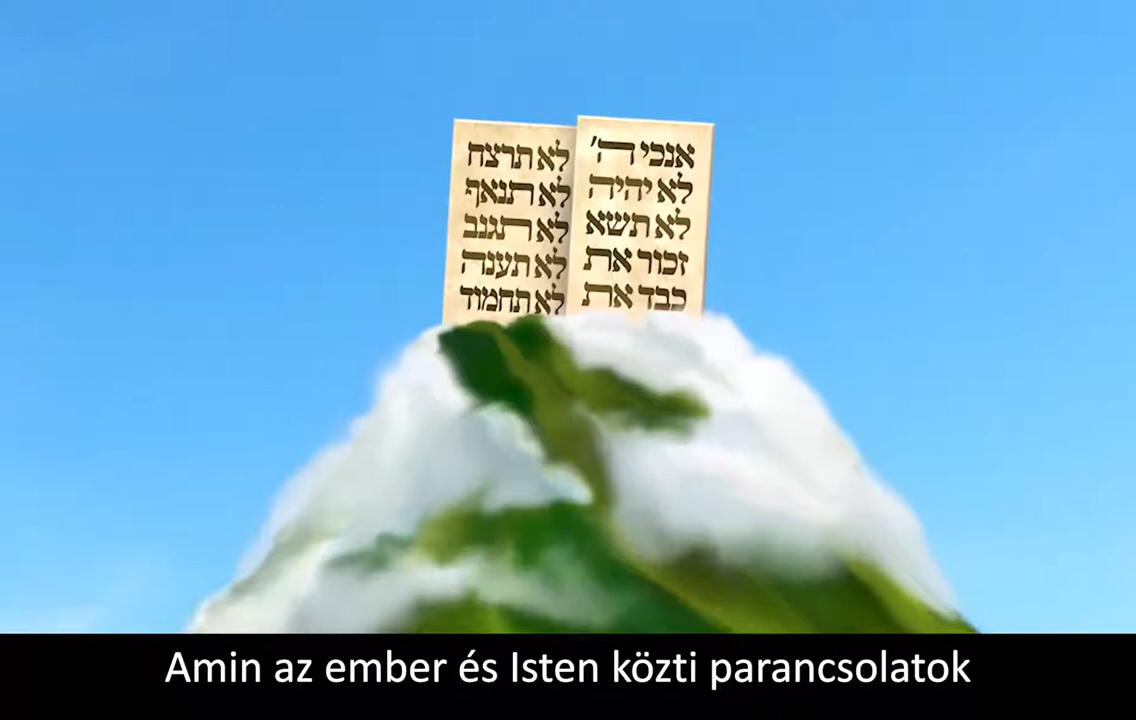 אנכי ה'
לא יהיה
לא תשא
זכור את
כבד את
לא תרצח
לא תנאף
לא תגנב
לא תענה
לא תחמוד
Amin az ember és Isten közti parancsolatok